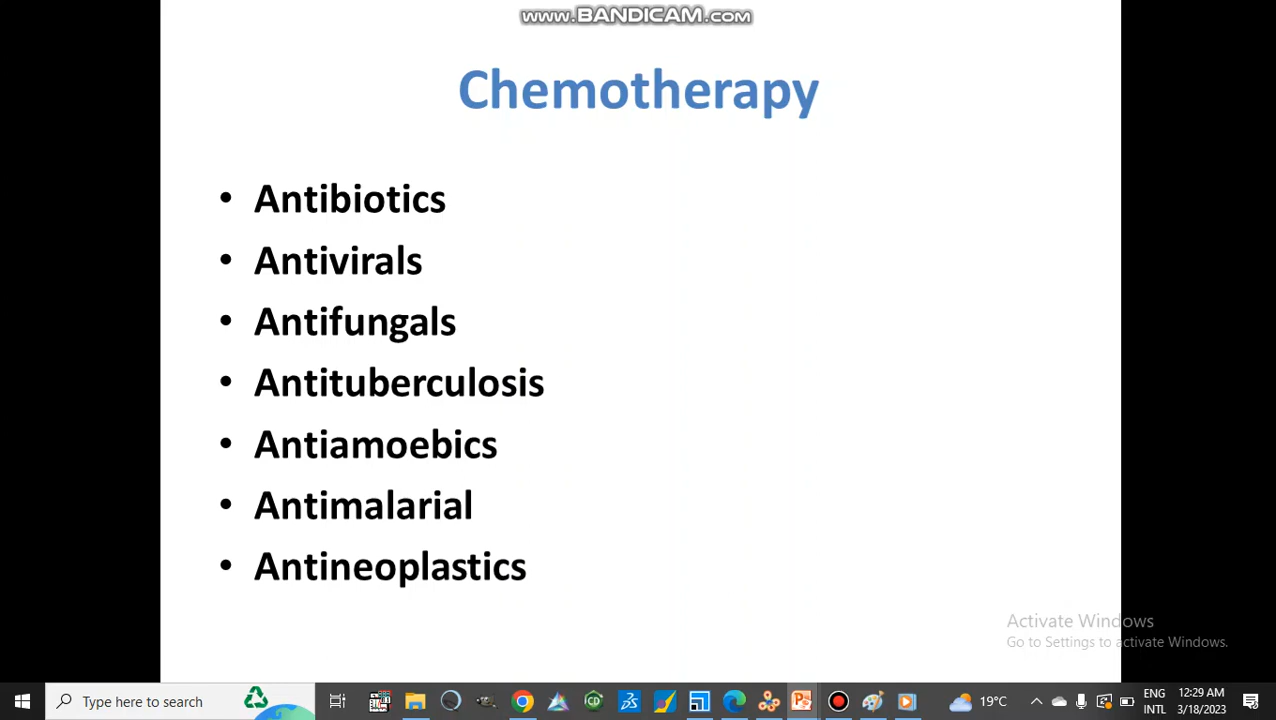 www.BANDICAM.com
Chemotherapy
• Antibiotics
• Antivirals
• Antifungals
• Antituberculosis
• Antiamoebics
• Antimalarial
• Antineoplastics
Activate Windows
Go to Settings to activate Windows.
Type here to search
19°C
ENG
INTL
12:29 AM
3/18/2023